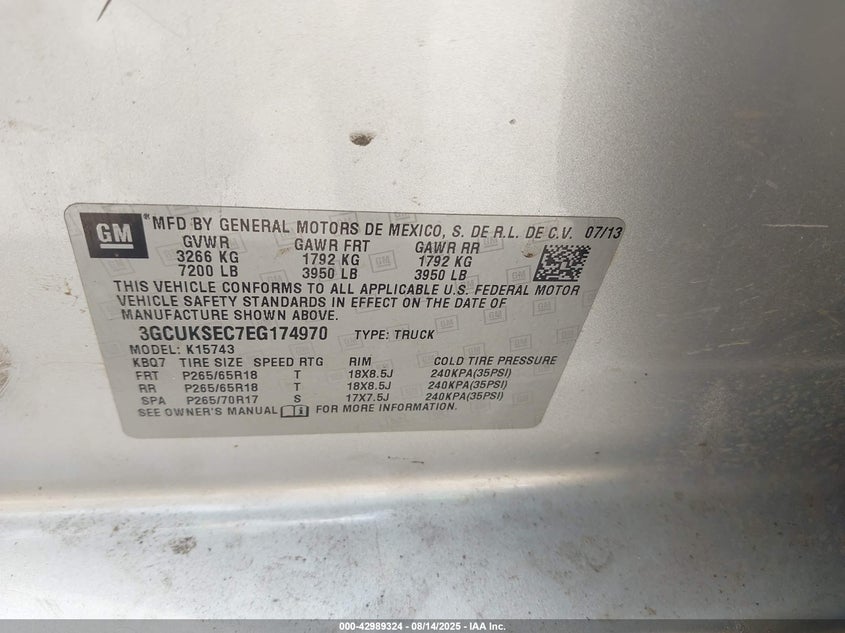 GM ® MFD BY GENERAL MOTORS DE MEXICO, S. DE R.L. DE C.V. 07/13
GVWR GAWR FRT GAWR RR
3266 KG 1792 KG 1792 KG
7200 LB 3950 LB 3950 LB
THIS VEHICLE CONFORMS TO ALL APPLICABLE U.S. FEDERAL MOTOR
VEHICLE SAFETY STANDARDS IN EFFECT ON THE DATE OF
MANUFACTURE SHOWN ABOVE.
3GCUKSEC7EG174970 TYPE: TRUCK
MODEL: K15743
KBQ7 TIRE SIZE SPEED RTG RIM COLD TIRE PRESSURE
FRT P265/65R18 T 18X8.5J 240KPA(35PSI)
RR P265/65R18 T 18X8.5J 240KPA(35PSI)
SPA P265/70R17 S 17X7.5J 240KPA(35PSI)
SEE OWNER'S MANUAL FOR MORE INFORMATION.
000-42989324 - 08/14/2025 - IAA Inc.